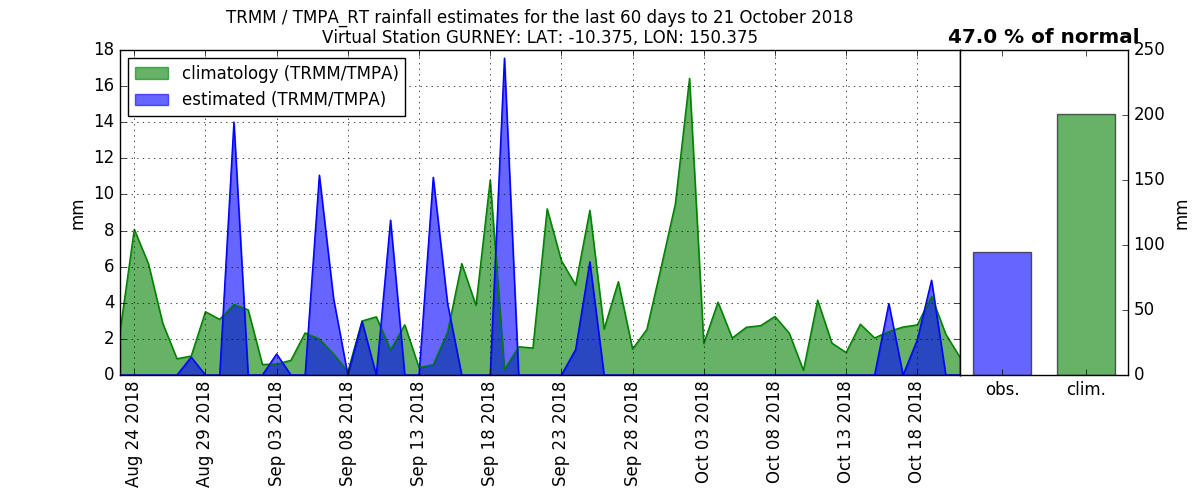 TRMM / TMPA_RT rainfall estimates for the last 60 days to 21 October 2018
Virtual Station GURNEY: LAT: -10.375, LON: 150.375
47.0 % of normal
climatology (TRMM/TMPA)
estimated (TRMM/TMPA)
mm
18
16
14
12
10
8
6
4
2
0
Aug 24 2018
Aug 29 2018
Sep 03 2018
Sep 08 2018
Sep 13 2018
Sep 18 2018
Sep 23 2018
Sep 28 2018
Oct 03 2018
Oct 08 2018
Oct 13 2018
Oct 18 2018
obs.
clim.
250
200
150
100
50
0
mm